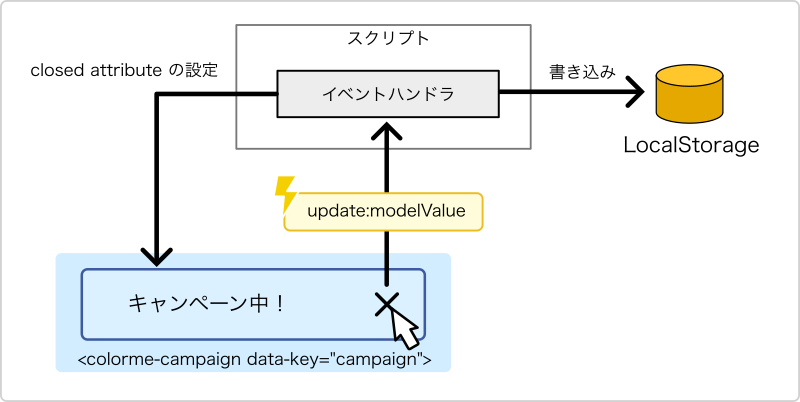 スクリプト
closed attribute の設定
イベントハンドラ
書き込み
LocalStorage
update:modelValue
キャンペーン中！
<colorme-campaign data-key="campaign">